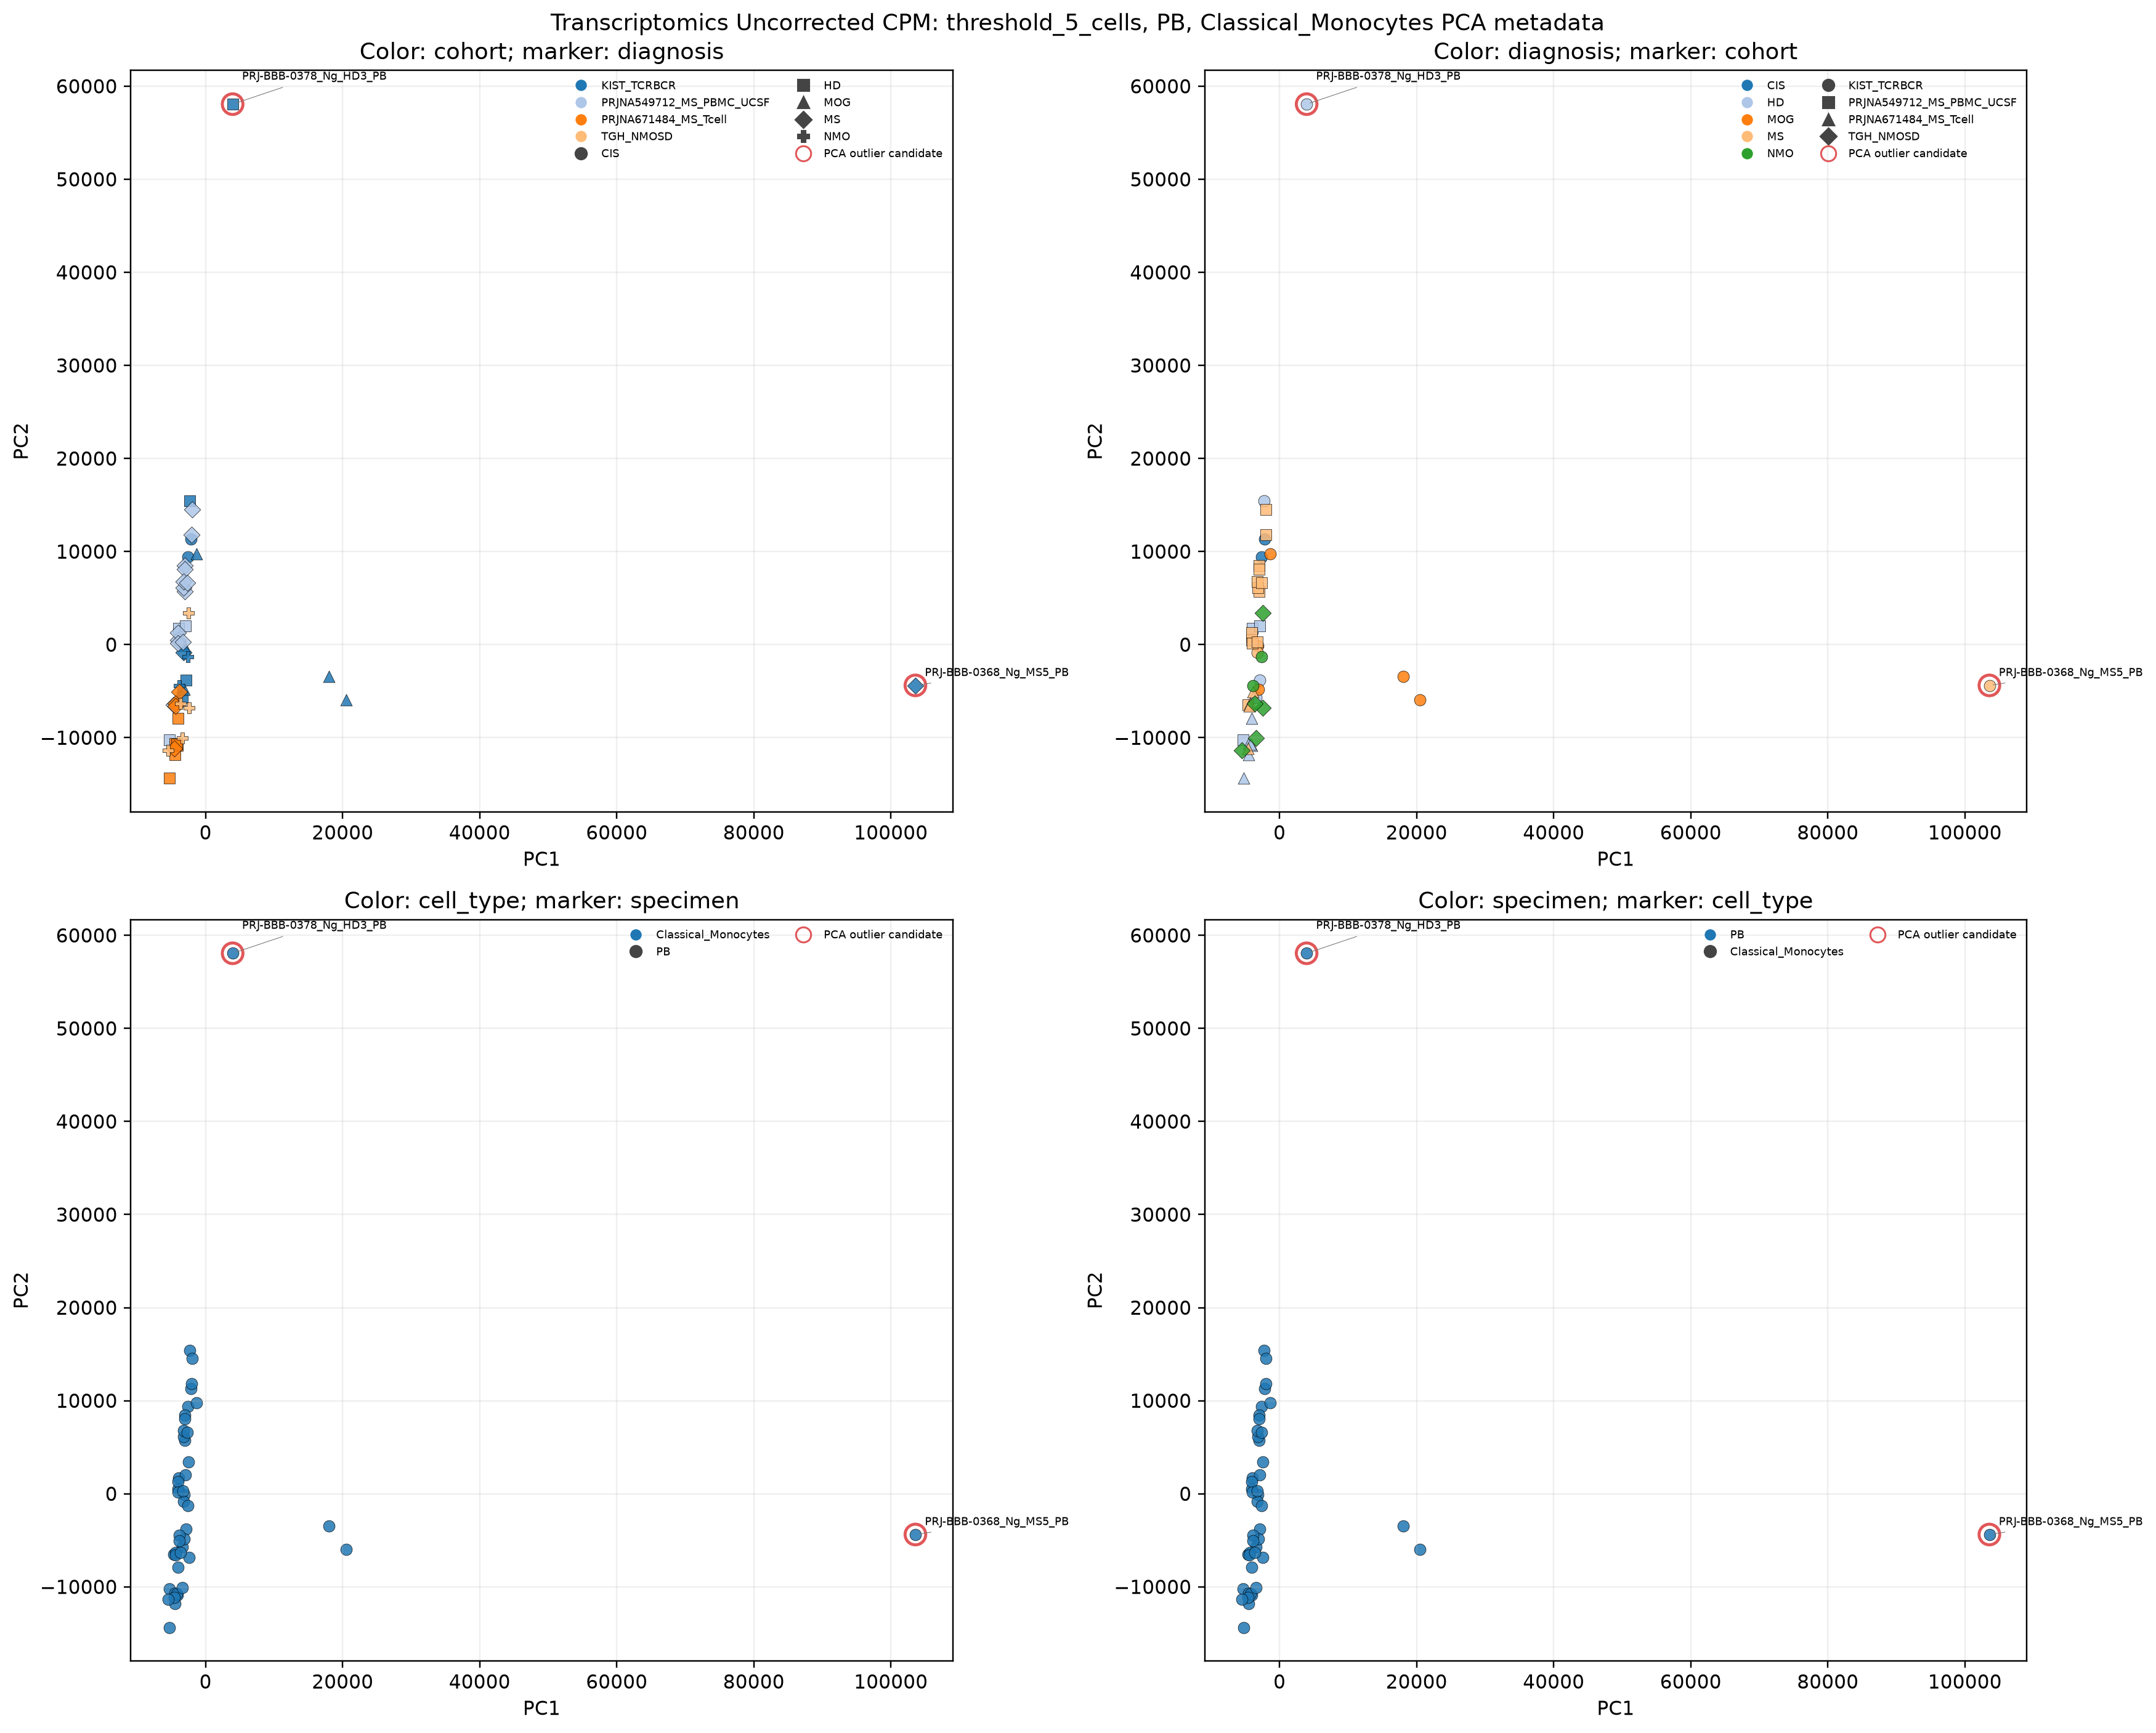 Transcriptomics Uncorrected CPM: threshold_5_cells, PB, Classical_Monocytes PCA metadata
Color: cohort; marker: diagnosis
PRJ-BBB-0378_Ng_HD3_PB
KIST_TCRBCR
PRJNA549712_MS_PBMC_UCSF
PRJNA671484_MS_Tcell
TGH_NMOSD
CIS
HD
MOG
MS
NMO
PCA outlier candidate
PRJ-BBB-0368_Ng_MS5_PB
60000
50000
40000
30000
20000
10000
0
−10000
PC2
0 20000 40000 60000 80000 100000
PC1
Color: diagnosis; marker: cohort
PRJ-BBB-0378_Ng_HD3_PB
CIS
HD
MOG
MS
NMO
KIST_TCRBCR
PRJNA549712_MS_PBMC_UCSF
PRJNA671484_MS_Tcell
TGH_NMOSD
PCA outlier candidate
PRJ-BBB-0368_Ng_MS5_PB
60000
50000
40000
30000
20000
10000
0
−10000
PC2
0 20000 40000 60000 80000 100000
PC1
Color: cell_type; marker: specimen
PRJ-BBB-0378_Ng_HD3_PB
Classical_Monocytes
PB
PCA outlier candidate
PRJ-BBB-0368_Ng_MS5_PB
60000
50000
40000
30000
20000
10000
0
−10000
PC2
0 20000 40000 60000 80000 100000
PC1
Color: specimen; marker: cell_type
PRJ-BBB-0378_Ng_HD3_PB
PB
Classical_Monocytes
PCA outlier candidate
PRJ-BBB-0368_Ng_MS5_PB
60000
50000
40000
30000
20000
10000
0
−10000
PC2
0 20000 40000 60000 80000 100000
PC1